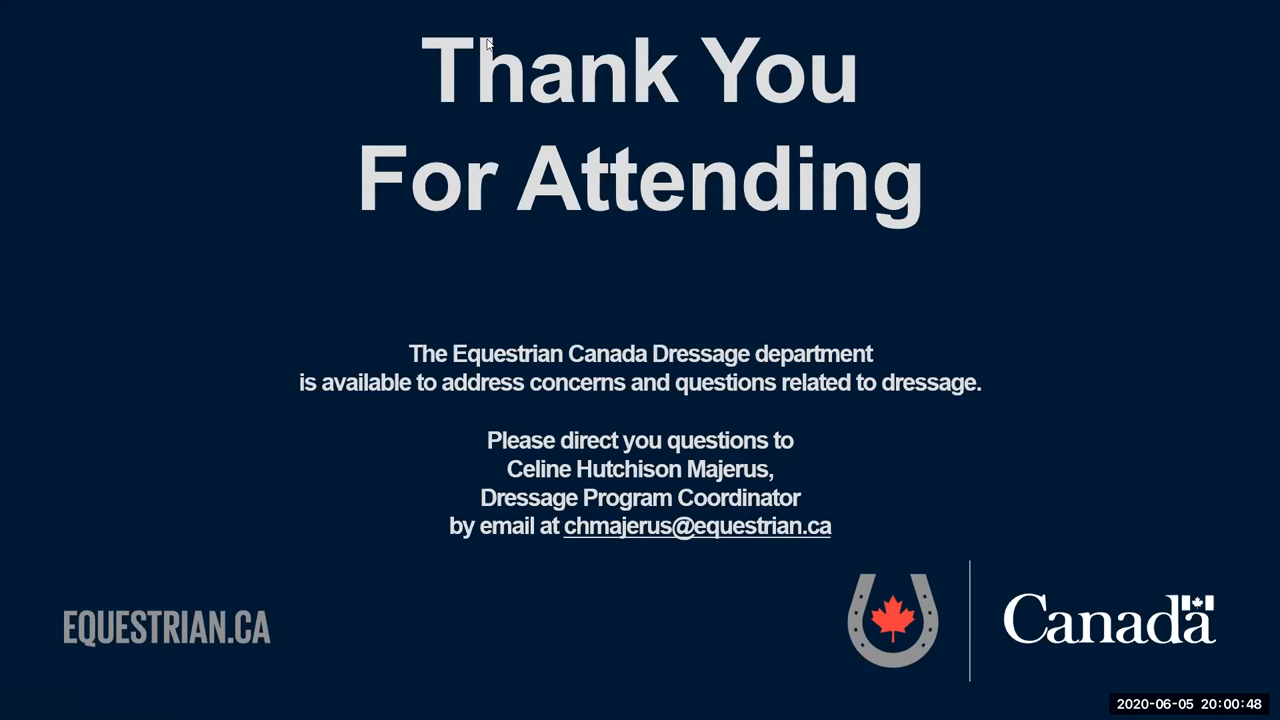 Thank You
For Attending
The Equestrian Canada Dressage department
is available to address concerns and questions related to dressage.
Please direct you questions to
Celine Hutchison Majerus,
Dressage Program Coordinator
by email at chmajerus@equestrian.ca
EQUESTRIAN.CA
Canada
2020-06-05 20:00:48